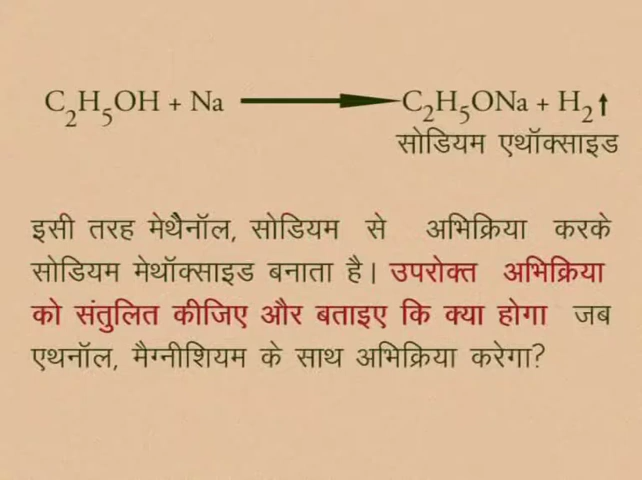 C₂H₅OH + Na ⟶ C₂H₅ONa + H₂↑
सोडियम एथॉक्साइड
इसी तरह मेथेनॉल, सोडियम से अभिक्रिया करके
सोडियम मेथॉक्साइड बनाता है। उपरोक्त अभिक्रिया
को संतुलित कीजिए और बताइए कि क्या होगा जब
एथनॉल, मैग्नीशियम के साथ अभिक्रिया करेगा?